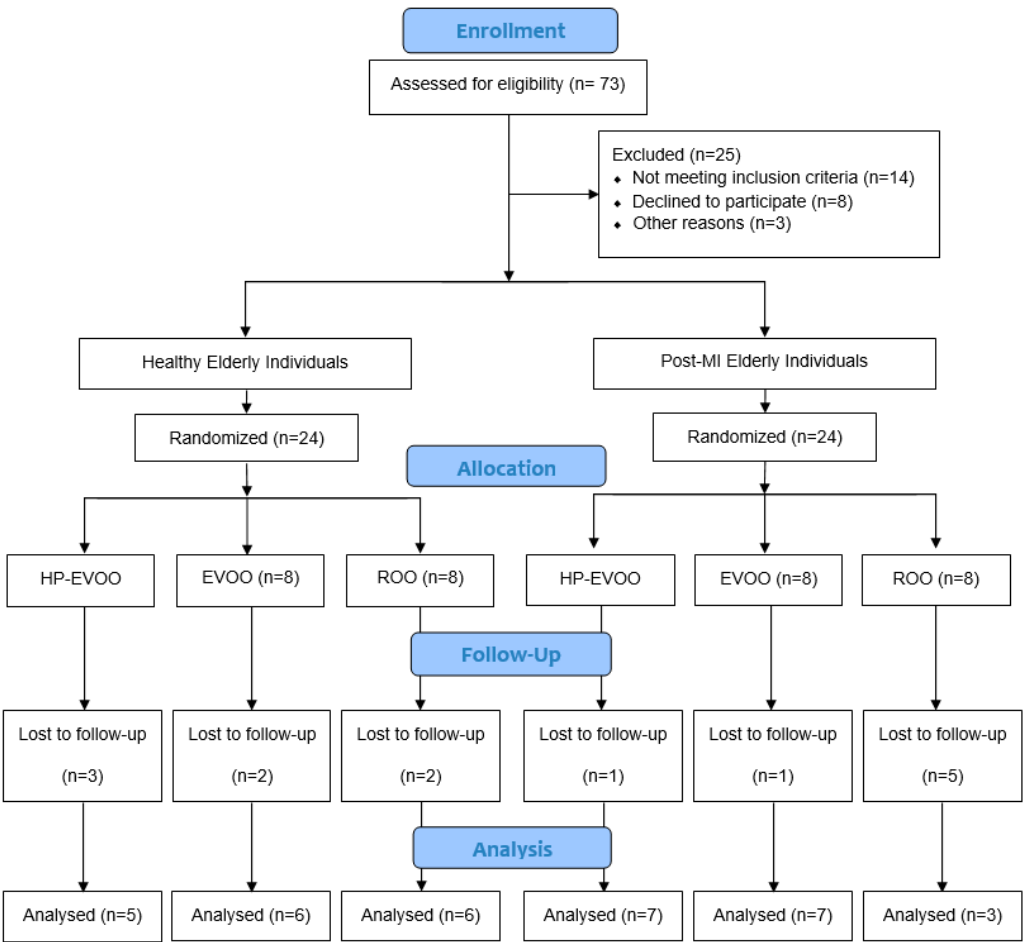 Enrollment
Assessed for eligibility (n= 73)
Excluded (n=25)
⬥ Not meeting inclusion criteria (n=14)
⬥ Declined to participate (n=8)
⬥ Other reasons (n=3)
Healthy Elderly Individuals
Post-MI Elderly Individuals
Randomized (n=24)
Randomized (n=24)
Allocation
HP-EVOO
EVOO (n=8)
ROO (n=8)
HP-EVOO
EVOO (n=8)
ROO (n=8)
Follow-Up
Lost to follow-up
(n=3)
Lost to follow-up
(n=2)
Lost to follow-up
(n=2)
Lost to follow-up
(n=1)
Lost to follow-up
(n=1)
Lost to follow-up
(n=5)
Analysis
Analysed (n=5)
Analysed (n=6)
Analysed (n=6)
Analysed (n=7)
Analysed (n=7)
Analysed (n=3)